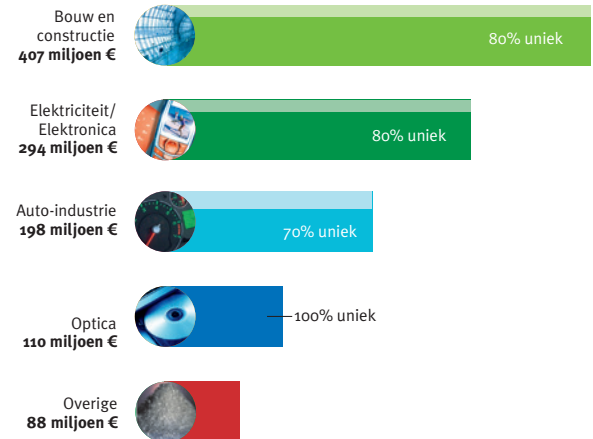 Bouw en
constructie
407 miljoen €
80% uniek
Elektriciteit/
Elektronica
294 miljoen €
80% uniek
Auto-industrie
198 miljoen €
70% uniek
Optica
110 miljoen €
100% uniek
Overige
88 miljoen €